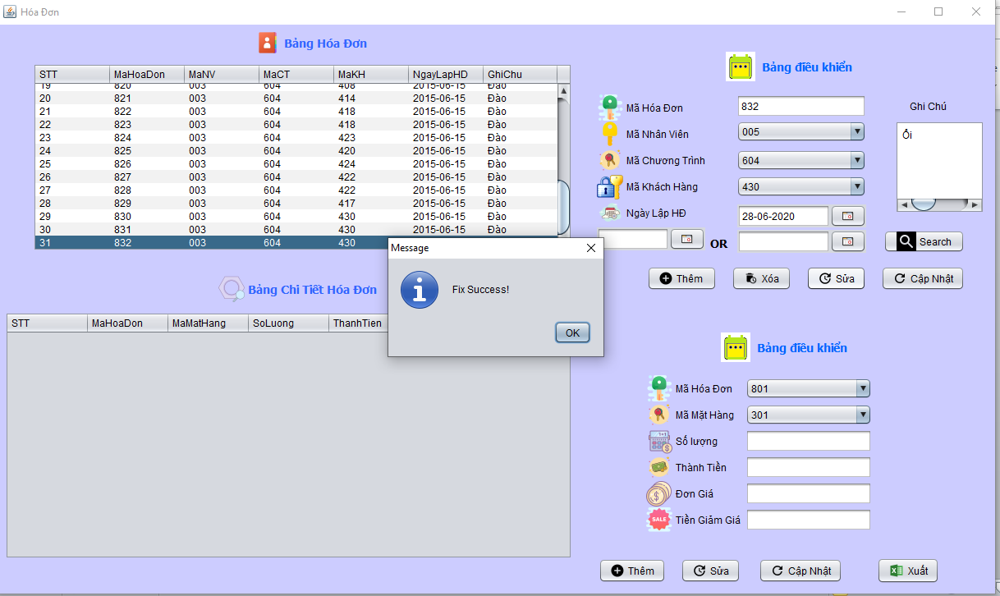 Hóa Đơn
Bảng Hóa Đơn
STT MaHoaDon MaNV MaCT MaKH NgayLapHD GhiChu
19 820 003 604 408 2015-06-15 Đào
20 821 003 604 414 2015-06-15 Đào
21 822 003 604 418 2015-06-15 Đào
22 823 003 604 418 2015-06-15 Đào
23 824 003 604 423 2015-06-15 Đào
24 825 003 604 420 2015-06-15 Đào
25 826 003 604 424 2015-06-15 Đào
26 827 003 604 422 2015-06-15 Đào
27 828 003 604 422 2015-06-15 Đào
28 829 003 604 417 2015-06-15 Đào
29 830 003 604 430 2015-06-15 Đào
30 831 003 604 430 2015-06-15 Đào
31 832 003 604 430
Bảng điều khiển
Mã Hóa Đơn 832
Mã Nhân Viên 005
Mã Chương Trình 604
Mã Khách Hàng 430
Ngày Lập HĐ 28-06-2020
OR
Ghi Chú
Ổi
Search
Thêm Xóa Sửa Cập Nhật
Message
Fix Success!
OK
Bảng Chi Tiết Hóa Đơn
STT MaHoaDon MaMatHang SoLuong ThanhTien
Bảng điều khiển
Mã Hóa Đơn 801
Mã Mặt Hàng 301
Số lượng
Thành Tiền
Đơn Giá
SALE Tiền Giảm Giá
Thêm Sửa Cập Nhật Xuất